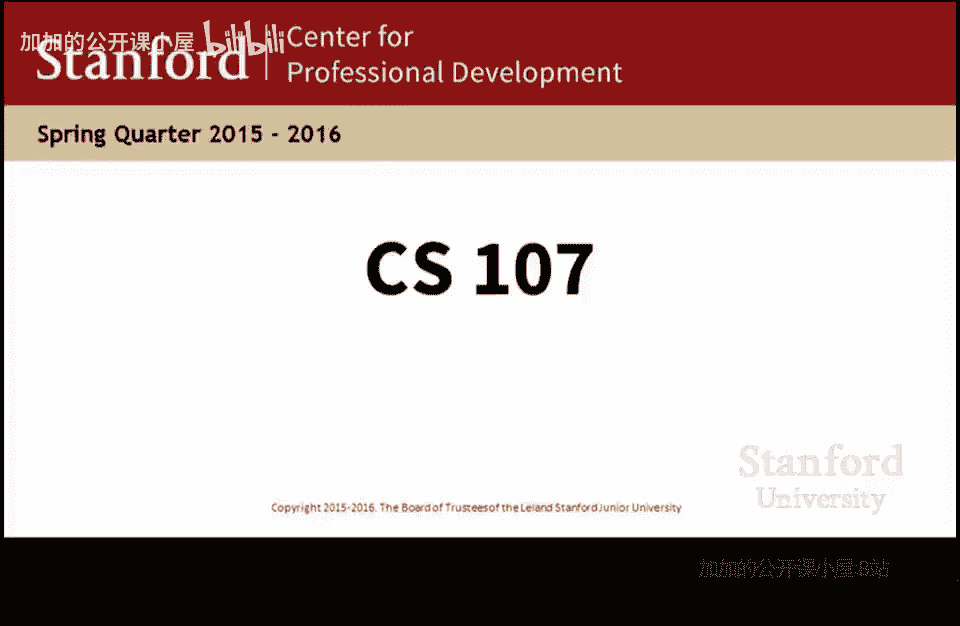 加加的公开课小屋 bilibili
Stanford
Center for
Professional Development
Spring Quarter 2015 - 2016
CS 107
Stanford
University
Copyright 2015-2016. The Board of Trustees of the Leland Stanford Junior University
加加的公开课小屋-B站